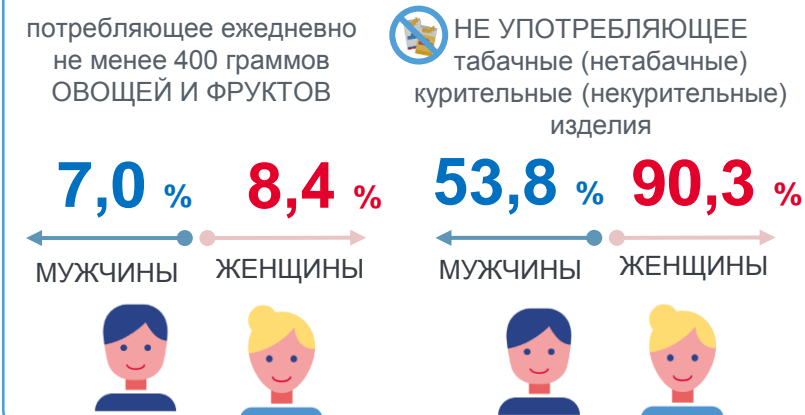 потребляющее ежедневно
не менее 400 граммов
ОВОЩЕЙ И ФРУКТОВ
7,0 % 8,4 %
МУЖЧИНЫ ЖЕНЩИНЫ
НЕ УПОТРЕБЛЯЮЩЕЕ
табачные (нетабачные)
курительные (некурительные)
изделия
53,8 % 90,3 %
МУЖЧИНЫ ЖЕНЩИНЫ